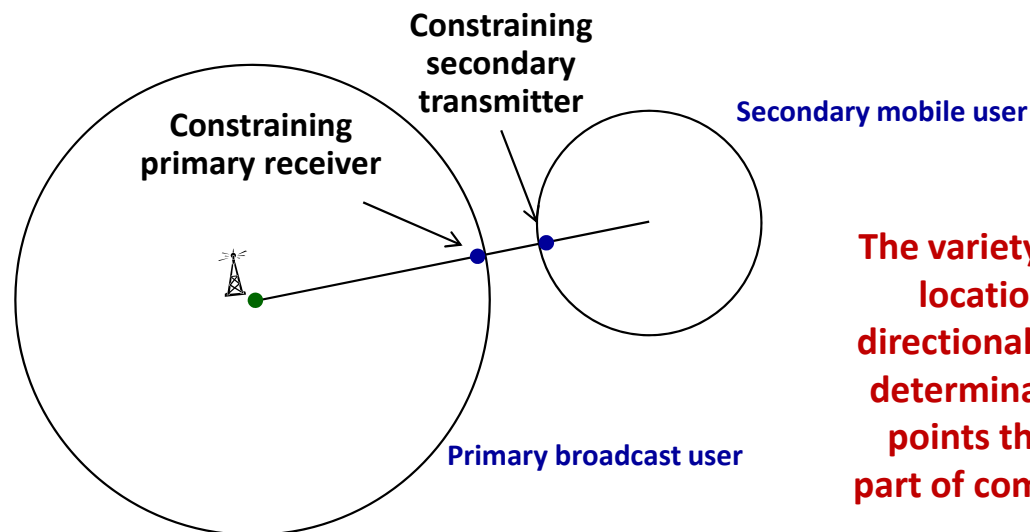 Constraining
secondary
transmitter
Constraining
primary receiver
Secondary mobile user
The variety
locatio
directional
determina
points th
part of com
Primary broadcast user